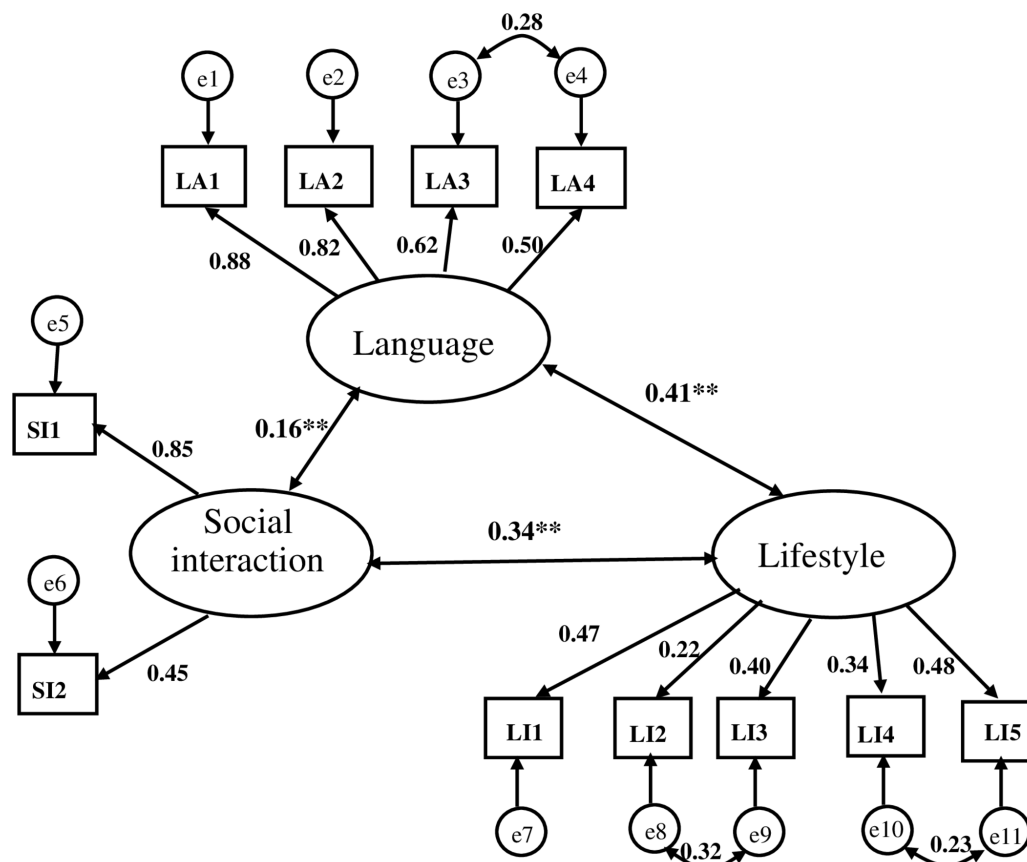 0.28
e1
e2
e3
e4
LA1
LA2
LA3
LA4
0.88
0.82
0.62
0.50
e5
Language
SI1
0.85
0.16**
0.41**
Social
interaction
0.34**
Lifestyle
e6
SI2
0.45
0.47
0.22
0.40
0.34
0.48
LI1
LI2
LI3
LI4
LI5
e7
e8
e9
e10
e11
0.32
0.23